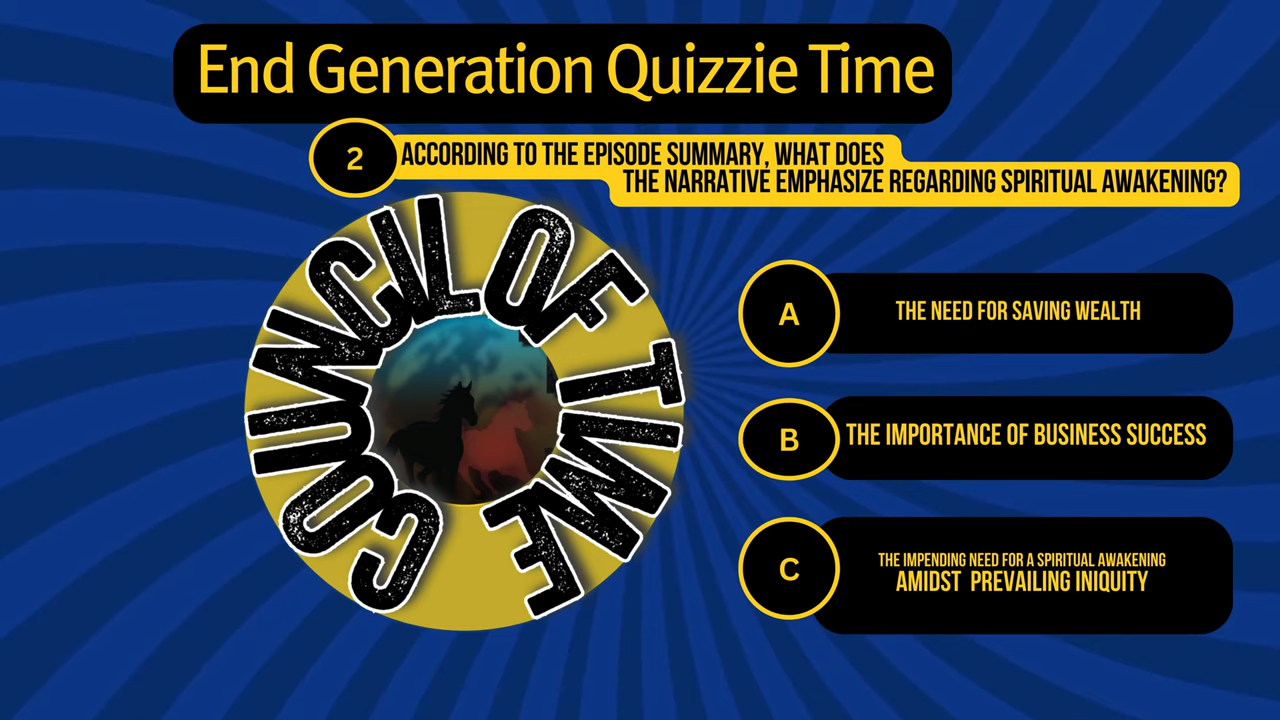 End Generation Quizzie Time
2
ACCORDING TO THE EPISODE SUMMARY, WHAT DOES
THE NARRATIVE EMPHASIZE REGARDING SPIRITUAL AWAKENING?
COUNCIL OF TIME
A
THE NEED FOR SAVING WEALTH
B
THE IMPORTANCE OF BUSINESS SUCCESS
C
THE IMPENDING NEED FOR A SPIRITUAL AWAKENING
AMIDST PREVAILING INIQUITY